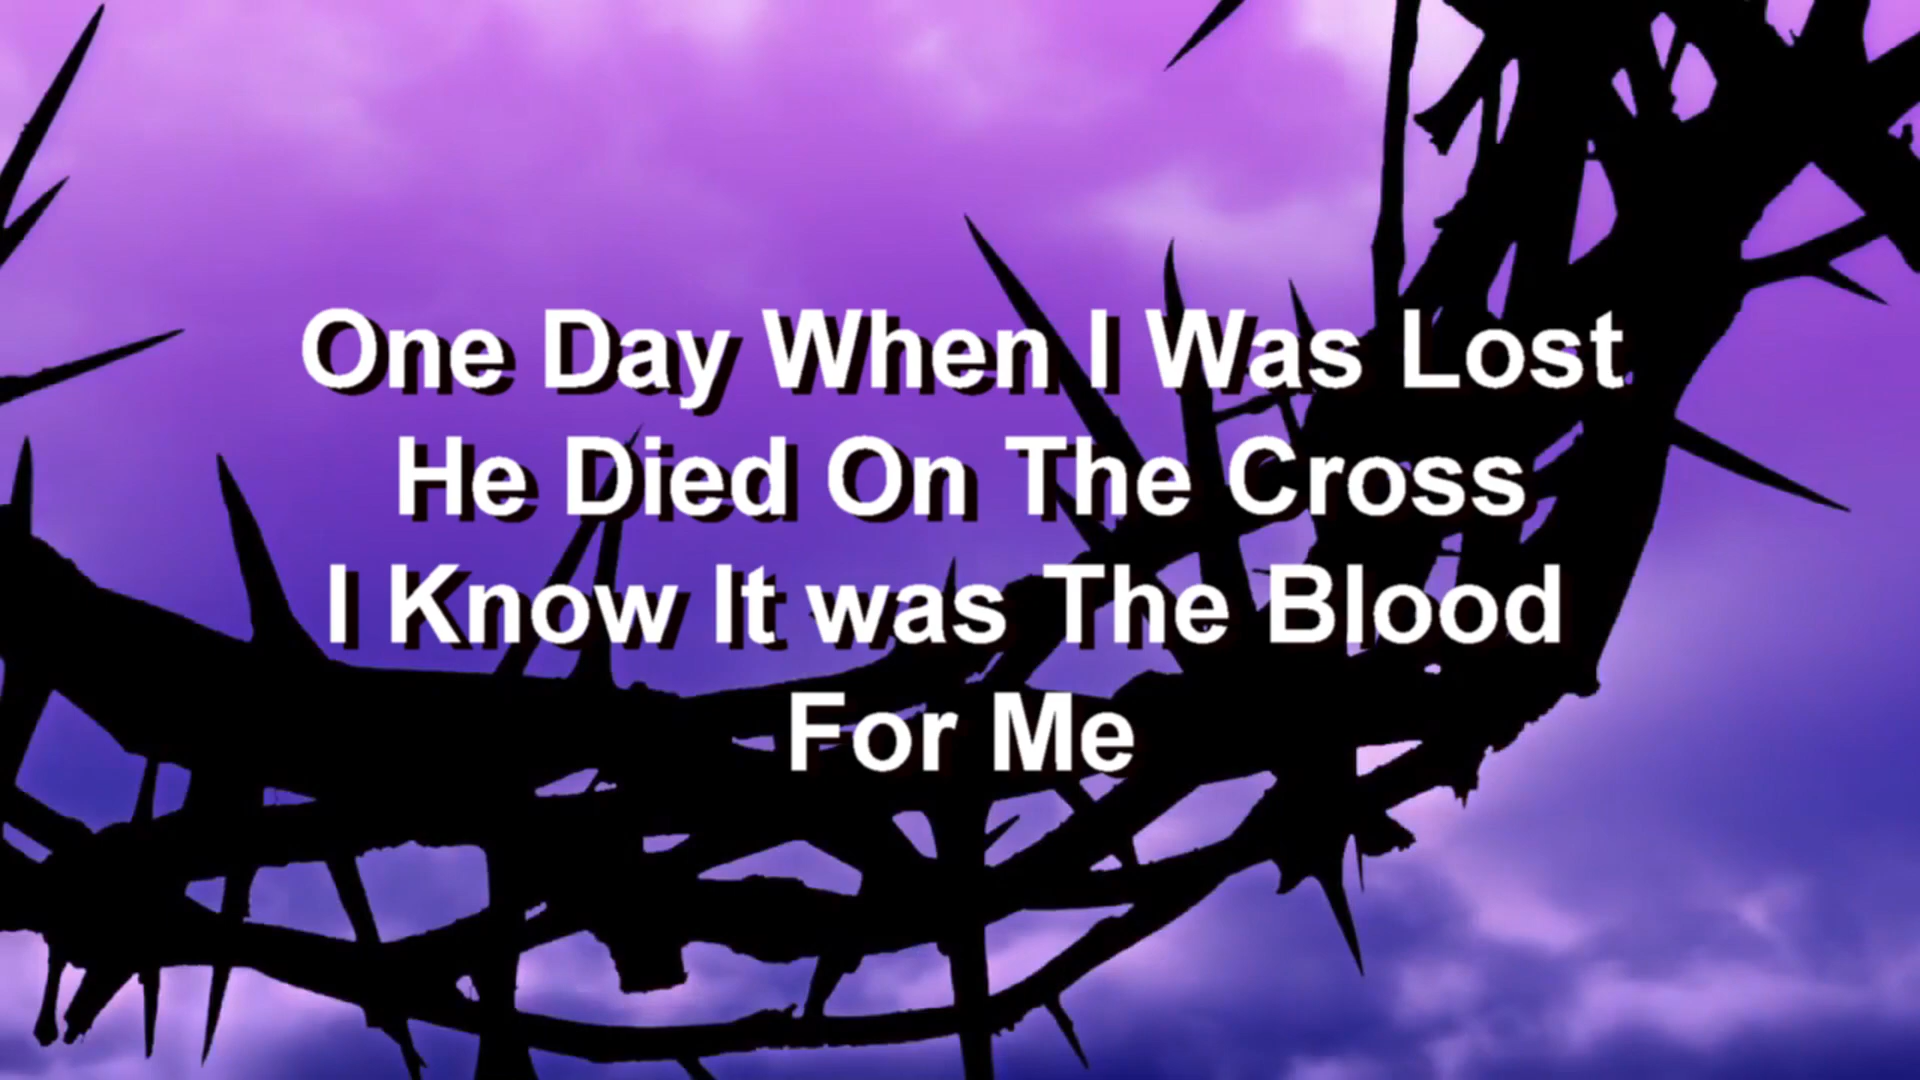 One Day When I Was Lost
He Died On The Cross
I Know It was The Blood
For Me